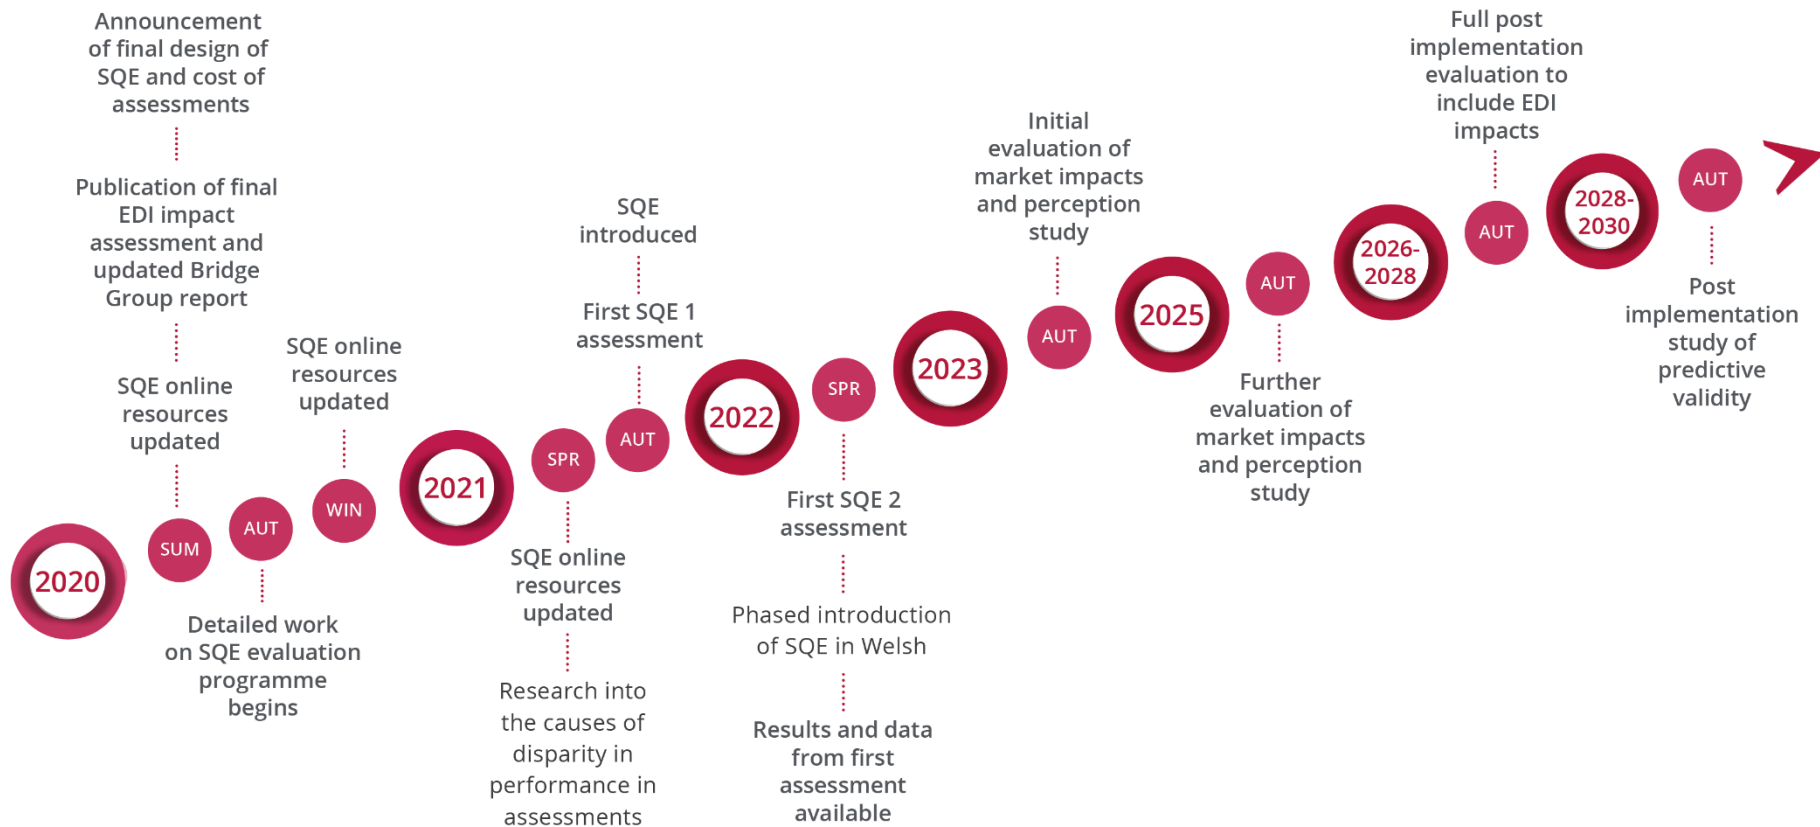 Announcement
of final design of
SQE and cost of
assessments
Publication of final
EDI impact
assessment and
updated Bridge
Group report
SQE online
resources
updated
2020
SUM
AUT
Detailed work
on SQE evaluation
programme
begins
SQE online
resources
updated
WIN
2021
SPR
SQE online
resources
updated
Research into
the causes of
disparity in
performance in
assessments
SQE
introduced
First SQE 1
assessment
AUT
2022
SPR
First SQE 2
assessment
Phased introduction
of SQE in Welsh
Results and data
from first
assessment
available
2023
Initial
evaluation of
market impacts
and perception
study
AUT
2025
AUT
Further
evaluation of
market impacts
and perception
study
2026-
2028
Full post
implementation
evaluation to
include EDI
impacts
AUT
2028-
2030
AUT
Post
implementation
study of
predictive
validity